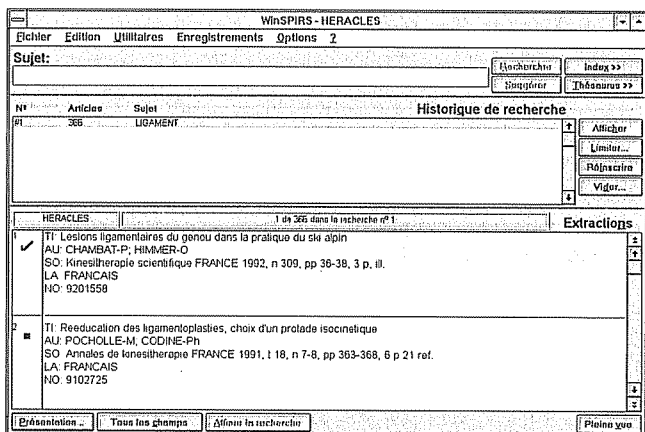 WinSPIRS - HERACLES
Fichier Edition Utilitaires Enregistrements Options ?
Sujet:
Rechercher Index >>
Suggérer Thésaurus >>
N° Articles Sujet Historique de recherche
#1 366 LIGAMENT
Afficher
Limiter...
Réinscrire
Vider...
HERACLES 1 de 366 dans la recherche n° 1 Extractions
1 TI: Lesions ligamentaires du genou dans la pratique du ski alpin
AU: CHAMBAT-P; HIMMER-O
SO: Kinesitherapie scientifique FRANCE 1992, n 309, pp 36-38, 3 p, ill.
LA: FRANCAIS
NO: 9201558
2 TI: Reeducation des ligamentoplasties, choix d'un protade isocinetique
AU: POCHOLLE-M; CODINE-Ph
SO: Annales de kinesitherapie FRANCE 1991, t 18, n 7-8, pp 363-368, 6 p 21 ref.
LA: FRANCAIS
NO: 9102725
Présentation... Tous les champs Affiner la recherche Pleine vue